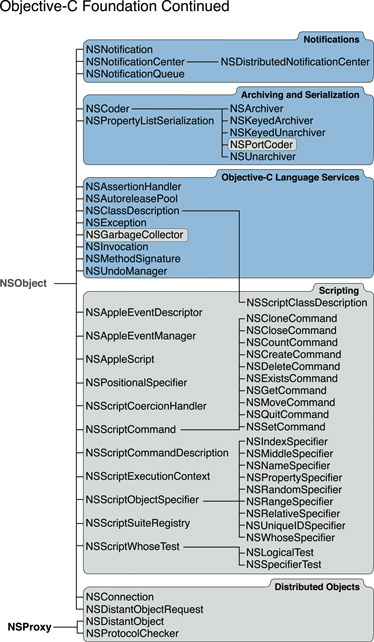 Objective-C Foundation Continued
Notifications
NSNotification
NSNotificationCenter NSDistributedNotificationCenter
NSNotificationQueue
Archiving and Serialization
NSCoder NSArchiver
NSKeyedArchiver
NSPropertyListSerialization
NSKeyedUnarchiver
NSPortCoder
NSUnarchiver
Objective-C Language Services
NSAssertionHandler
NSAutoreleasePool
NSClassDescription
NSException
NSGarbageCollector
NSInvocation
NSMethodSignature
NSUndoManager
NSObject
Scripting
NSScriptClassDescription
NSAppleEventDescriptor
NSAppleEventManager
NSAppleScript
NSPositionalSpecifier
NSScriptCoercionHandler
NSScriptCommand
NSCloneCommand
NSCloseCommand
NSCountCommand
NSCreateCommand
NSDeleteCommand
NSExistsCommand
NSGetCommand
NSMoveCommand
NSQuitCommand
NSSetCommand
NSScriptCommandDescription
NSScriptExecutionContext
NSScriptObjectSpecifier
NSIndexSpecifier
NSMiddleSpecifier
NSNameSpecifier
NSPropertySpecifier
NSRandomSpecifier
NSRangeSpecifier
NSRelativeSpecifier
NSUniqueIDSpecifier
NSWhoseSpecifier
NSScriptSuiteRegistry
NSScriptWhoseTest
NSLogicalTest
NSSpecifierTest
Distributed Objects
NSConnection
NSDistantObjectRequest
NSProxy
NSDistantObject
NSProtocolChecker